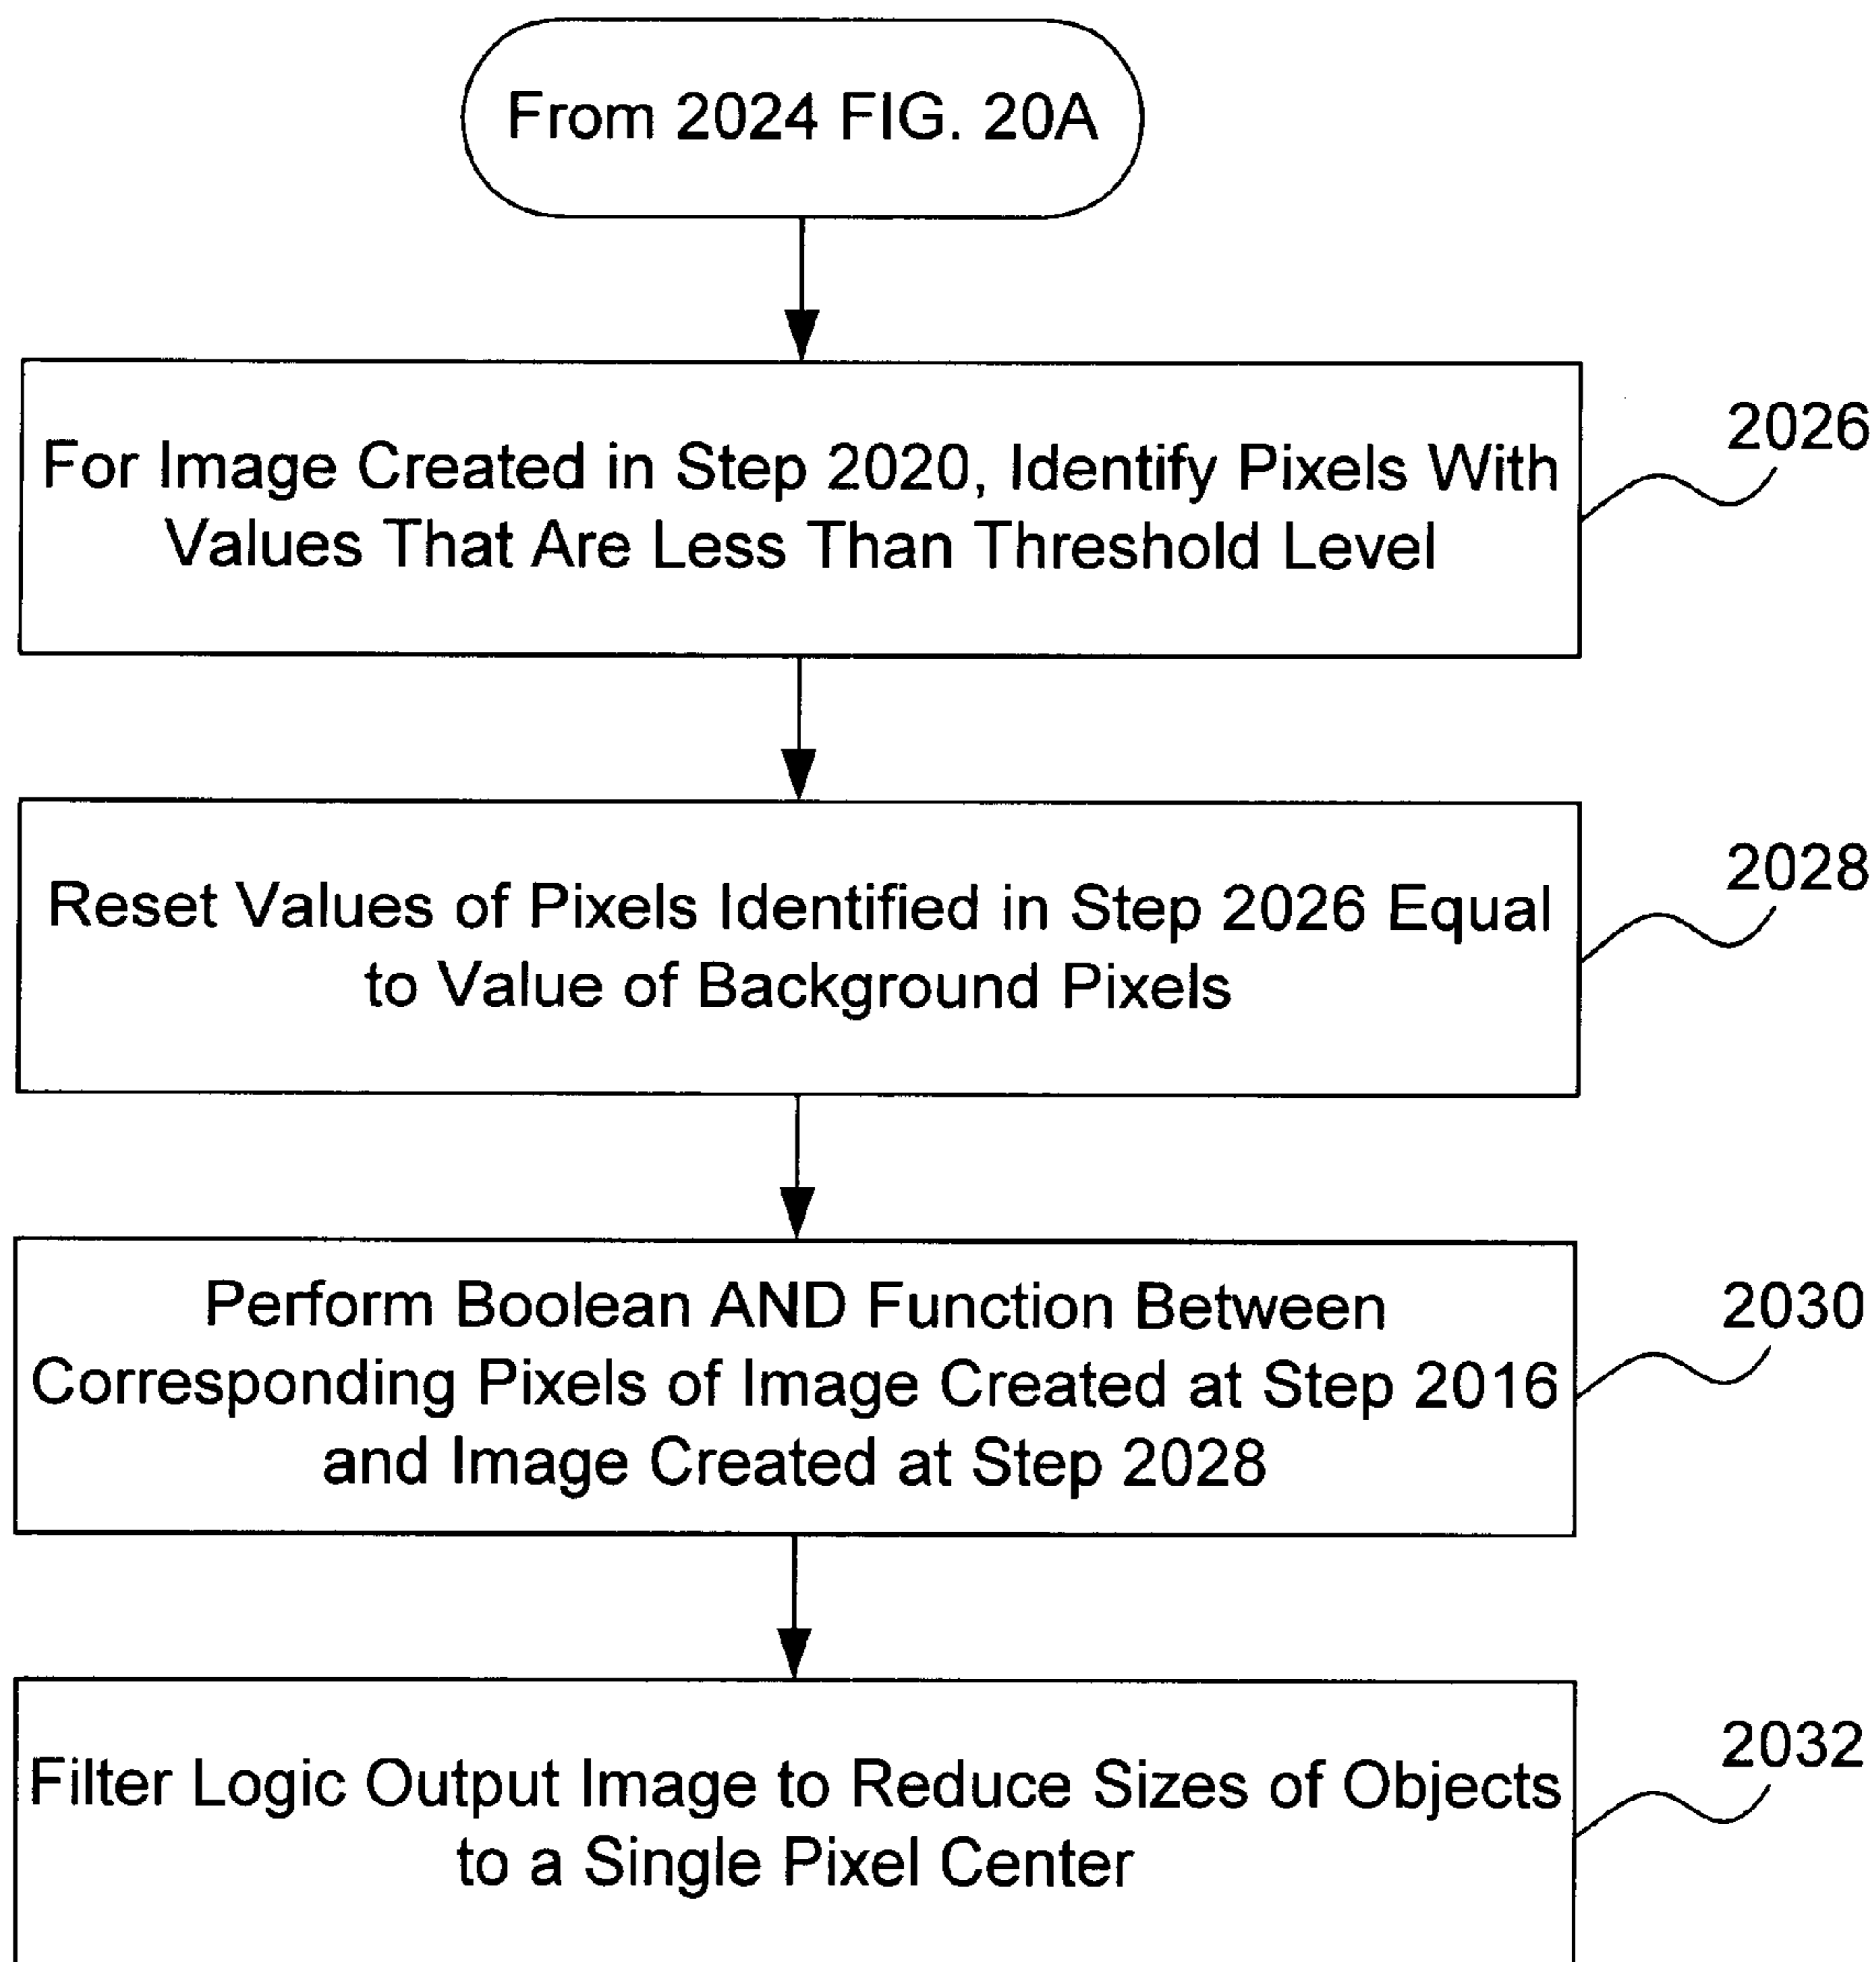 From 2024 FIG. 20A
For Image Created in Step 2020, Identify Pixels With
Values That Are Less Than Threshold Level
2026
Reset Values of Pixels Identified in Step 2026 Equal
to Value of Background Pixels
2028
Perform Boolean AND Function Between
Corresponding Pixels of Image Created at Step 2016
and Image Created at Step 2028
2030
Filter Logic Output Image to Reduce Sizes of Objects
to a Single Pixel Center
2032